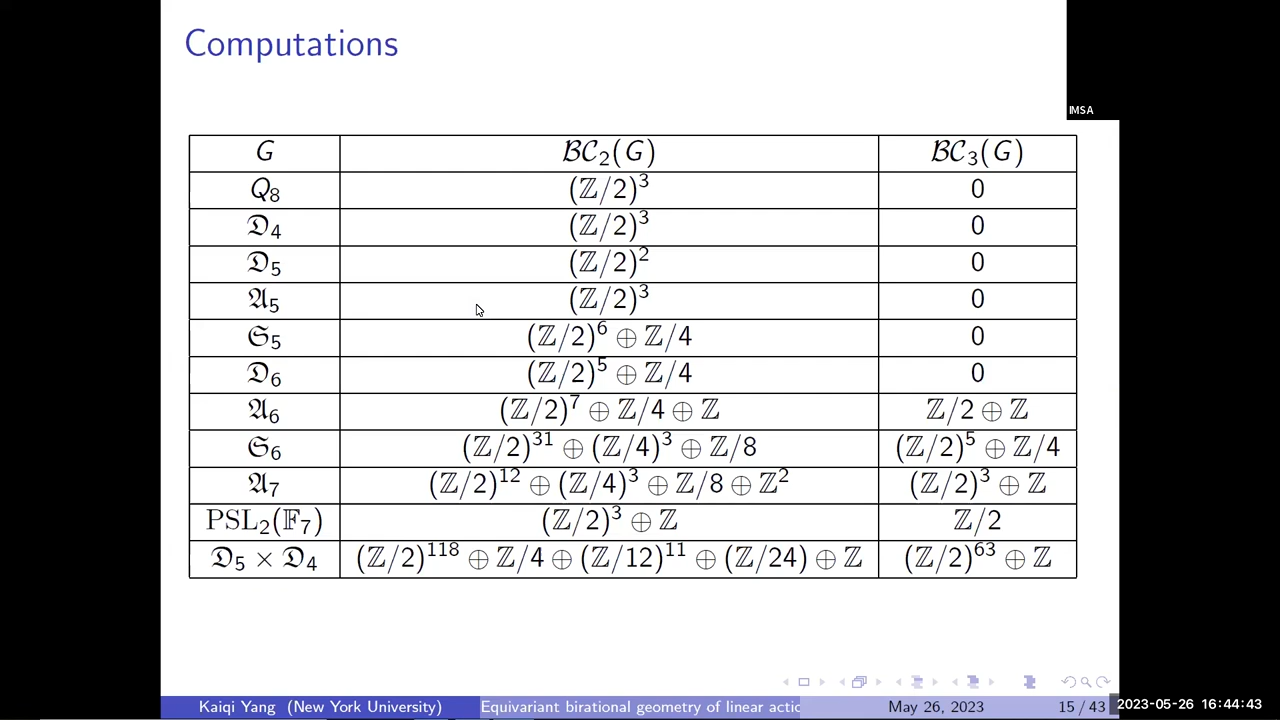 Computations
IMSA
G 𝓑𝓒₂(G) 𝓑𝓒₃(G)
Q₈ (ℤ/2)³ 0
𝔇₄ (ℤ/2)³ 0
𝔇₅ (ℤ/2)² 0
𝔄₅ (ℤ/2)³ 0
𝔖₅ (ℤ/2)⁶ ⊕ ℤ/4 0
𝔇₆ (ℤ/2)⁵ ⊕ ℤ/4 0
𝔄₆ (ℤ/2)⁷ ⊕ ℤ/4 ⊕ ℤ ℤ/2 ⊕ ℤ
𝔖₆ (ℤ/2)³¹ ⊕ (ℤ/4)³ ⊕ ℤ/8 (ℤ/2)⁵ ⊕ ℤ/4
𝔄₇ (ℤ/2)¹² ⊕ (ℤ/4)³ ⊕ ℤ/8 ⊕ ℤ² (ℤ/2)³ ⊕ ℤ
PSL₂(𝔽₇) (ℤ/2)³ ⊕ ℤ ℤ/2
𝔇₅ × 𝔇₄ (ℤ/2)¹¹⁸ ⊕ ℤ/4 ⊕ (ℤ/12)¹¹ ⊕ (ℤ/24) ⊕ ℤ (ℤ/2)⁶³ ⊕ ℤ
Kaiqi Yang (New York University) Equivariant birational geometry of linear actio May 26, 2023 15 / 43 2023-05-26 16:44:43